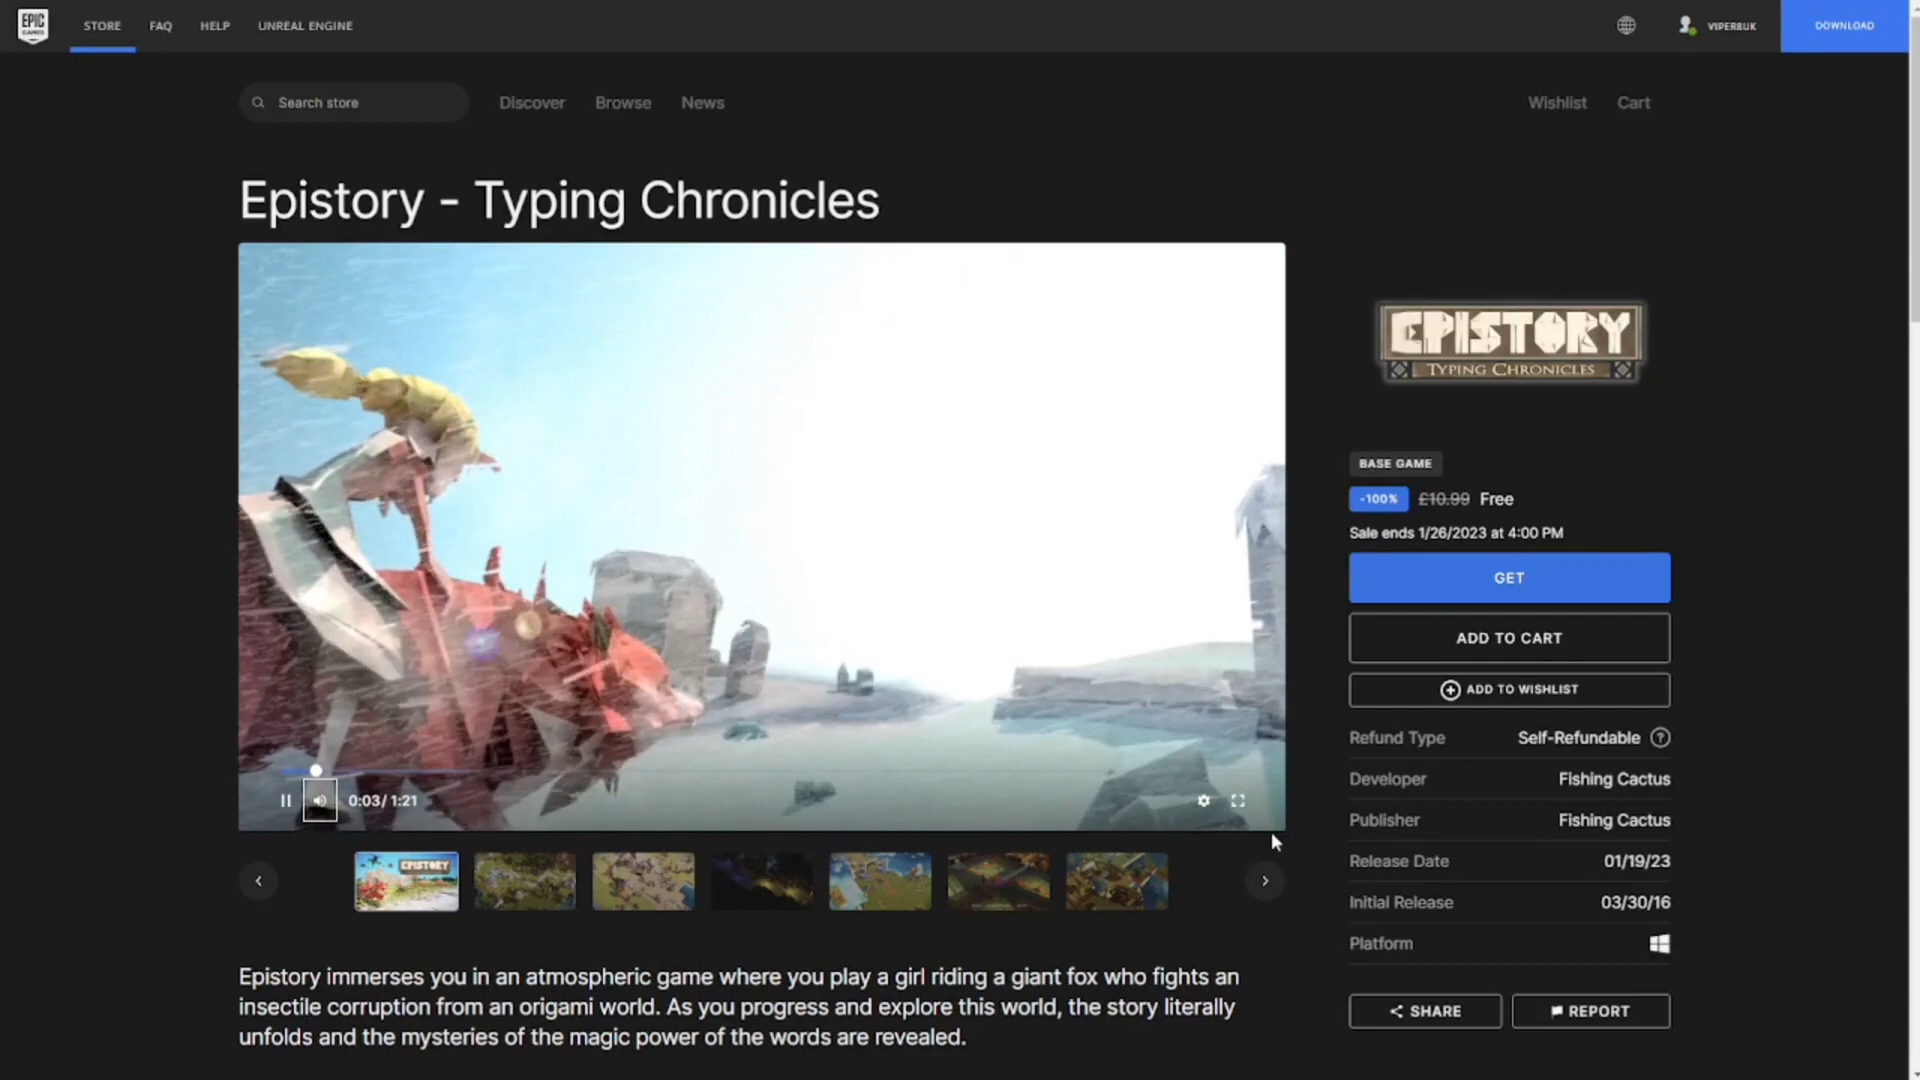 EPIC
GAMES
STORE
FAQ
HELP
UNREAL ENGINE
VIPER8UK
DOWNLOAD
Search store
Discover
Browse
News
Wishlist
Cart
Epistory - Typing Chronicles
EPISTORY
TYPING CHRONICLES
BASE GAME
-100% £10.99 Free
Sale ends 1/26/2023 at 4:00 PM
GET
ADD TO CART
ADD TO WISHLIST
Refund Type Self-Refundable
Developer Fishing Cactus
Publisher Fishing Cactus
Release Date 01/19/23
Initial Release 03/30/16
Platform
SHARE
REPORT
0:03/ 1:21
EPISTORY
Epistory immerses you in an atmospheric game where you play a girl riding a giant fox who fights an
insectile corruption from an origami world. As you progress and explore this world, the story literally
unfolds and the mysteries of the magic power of the words are revealed.